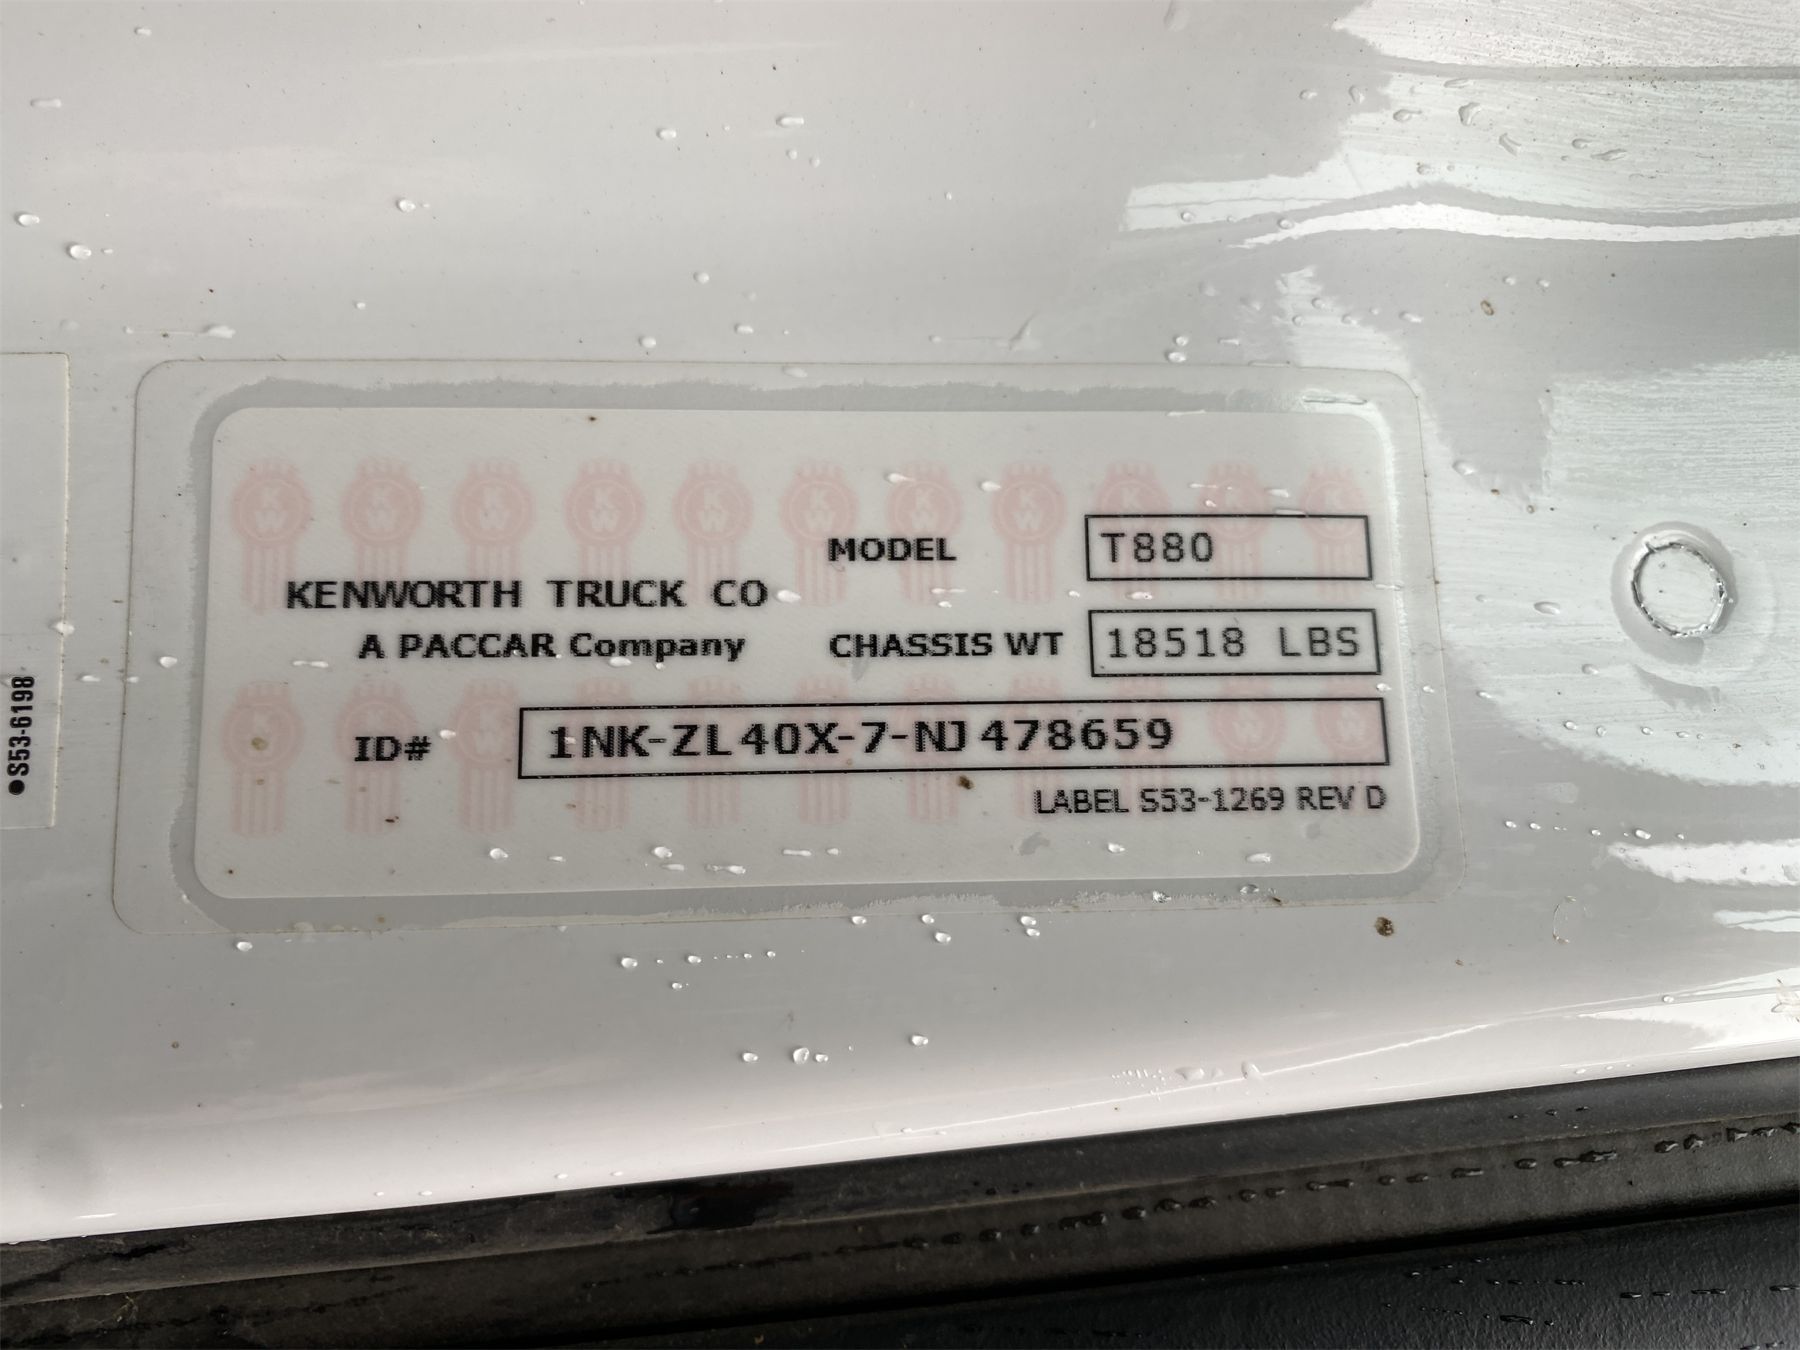 MODEL T880
KENWORTH TRUCK CO
A PACCAR Company
CHASSIS WT 18518 LBS
ID# 1NK-ZL40X-7-NJ478659
LABEL S53-1269 REV D
●S53-6198